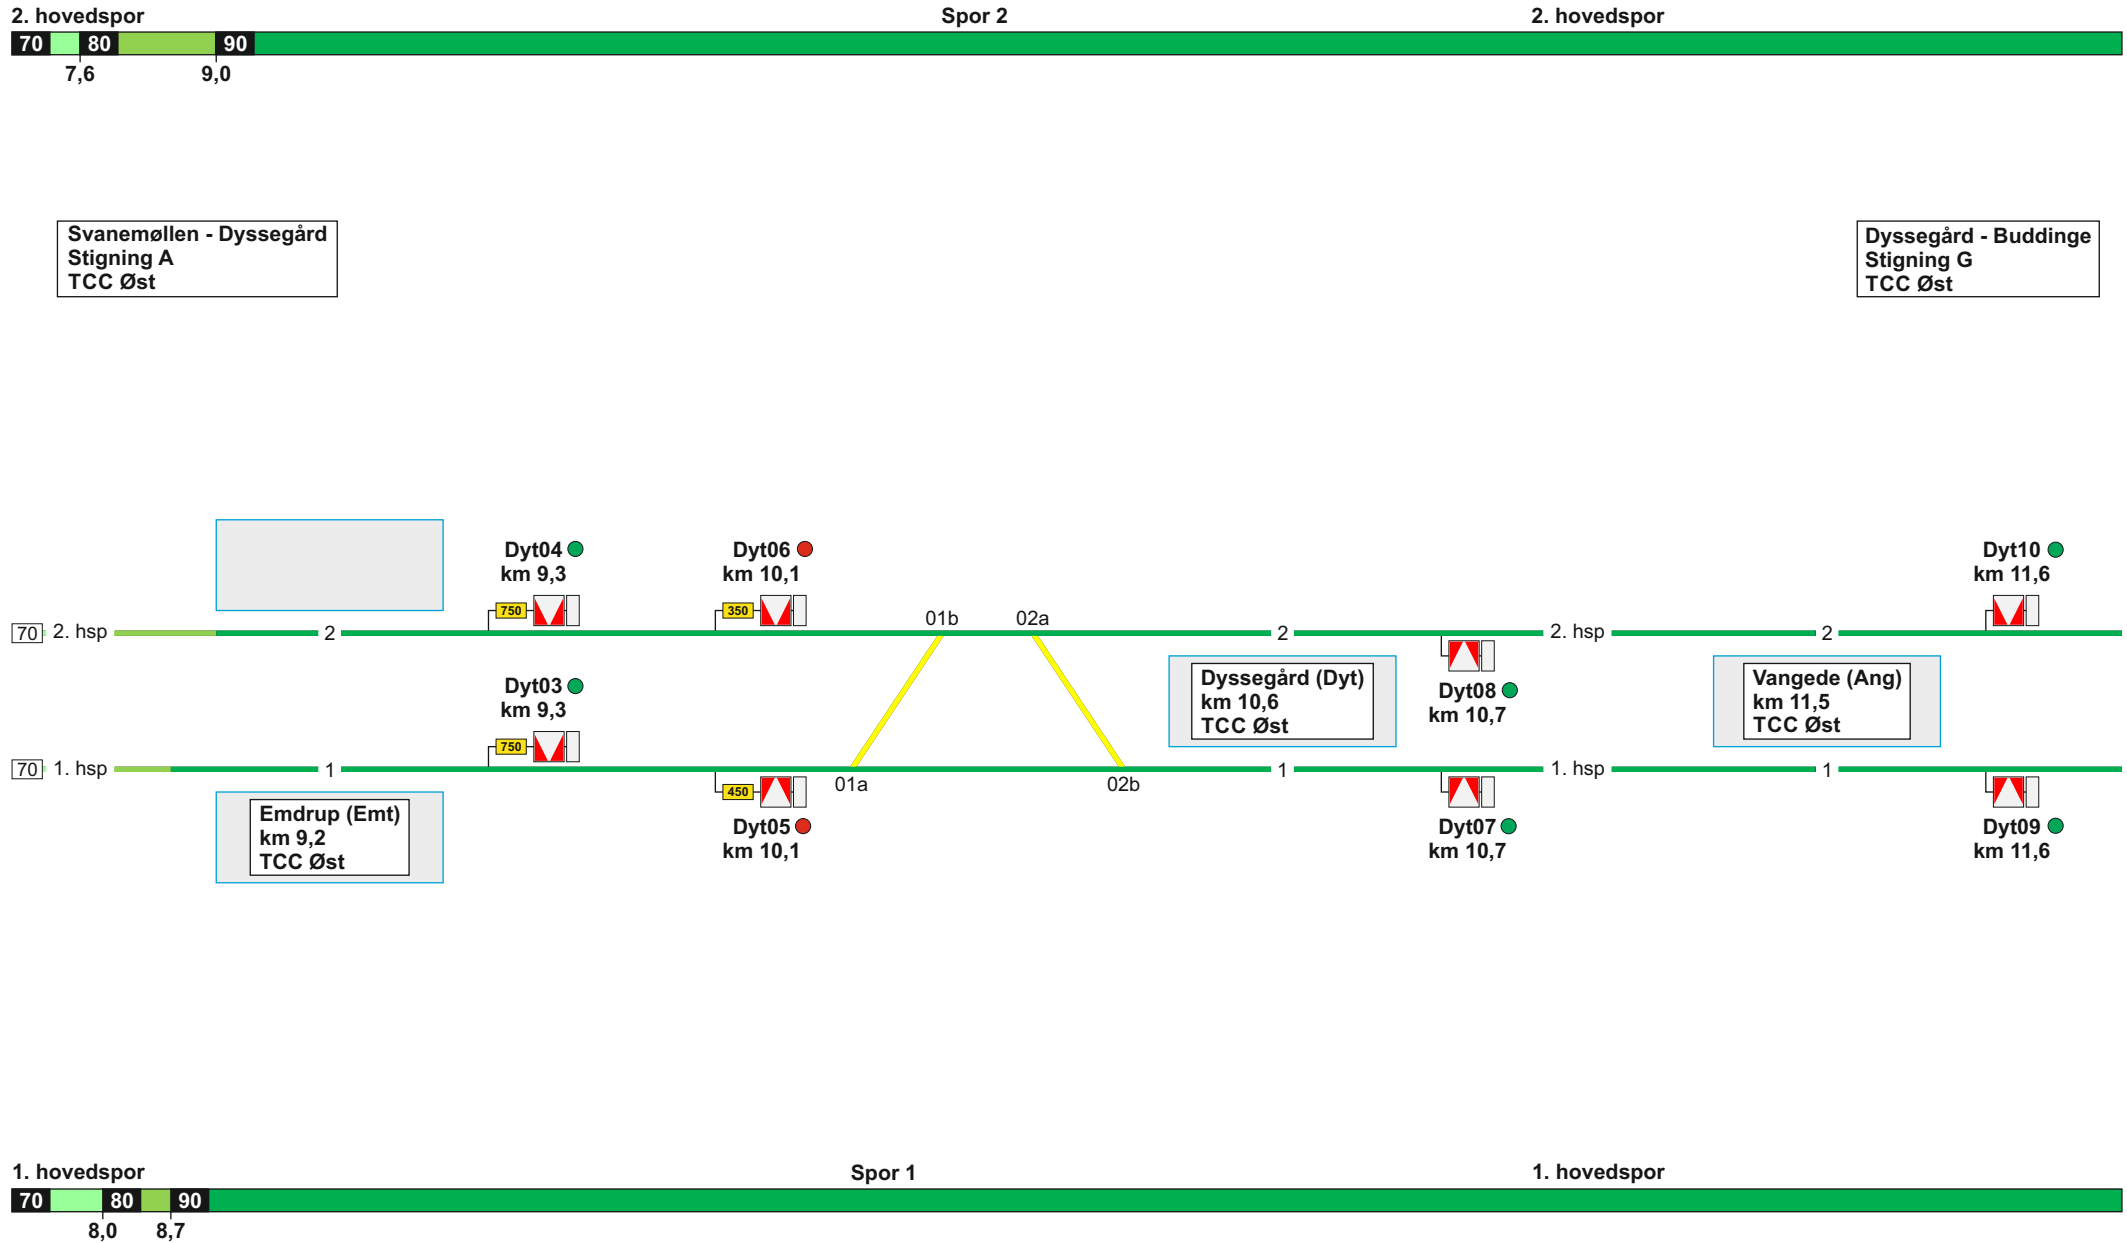 2. hovedspor
Spor 2
2. hovedspor
70
80
90
7,6
9,0
Svanemøllen - Dyssegård
Stigning A
TCC Øst
Dyssegård - Buddinge
Stigning G
TCC Øst
Dyt04
km 9,3
Dyt06
km 10,1
Dyt10
km 11,6
750
350
01b
02a
70
2. hsp
2
2
2. hsp
2
Dyt03
km 9,3
Dyssegård (Dyt)
km 10,6
TCC Øst
Dyt08
km 10,7
Vangede (Ang)
km 11,5
TCC Øst
750
70
1. hsp
1
1
1. hsp
1
01a
02b
450
Emdrup (Emt)
km 9,2
TCC Øst
Dyt05
km 10,1
Dyt07
km 10,7
Dyt09
km 11,6
1. hovedspor
Spor 1
1. hovedspor
70
80
90
8,0
8,7